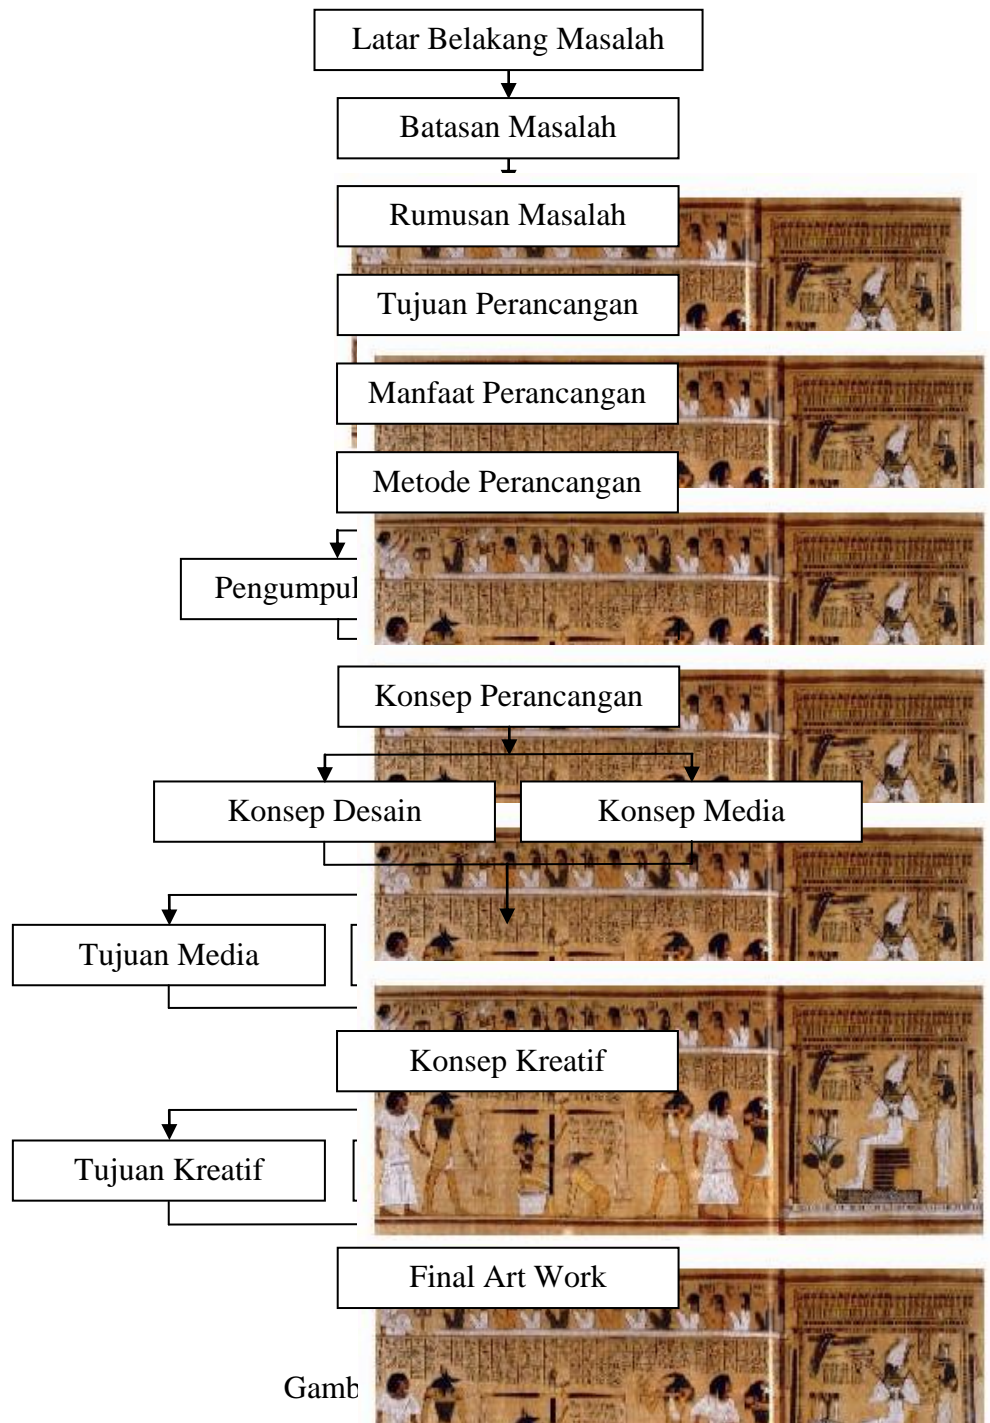 Latar Belakang Masalah
Batasan Masalah
Rumusan Masalah
Tujuan Perancangan
Manfaat Perancangan
Metode Perancangan
Pengumpul
Konsep Perancangan
Konsep Desain
Konsep Media
Tujuan Media
Konsep Kreatif
Tujuan Kreatif
Final Art Work
Gamb